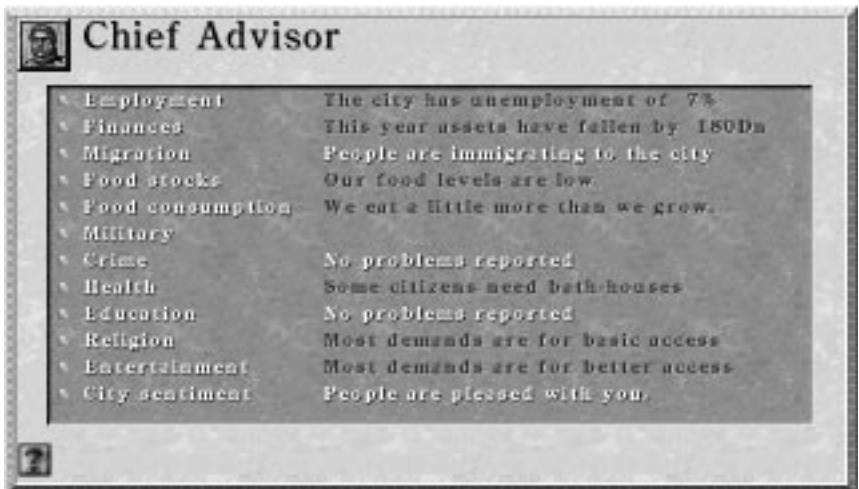 Chief Advisor
Employment The city has unemployment of 7%
Finances This year assets have fallen by 180Dn
Migration People are immigrating to the city
Food stocks Our food levels are low
Food consumption We eat a little more than we grow.
Military
Crime No problems reported
Health Some citizens need bath-houses
Education No problems reported
Religion Most demands are for basic access
Entertainment Most demands are for better access
City sentiment People are pleased with you.
?